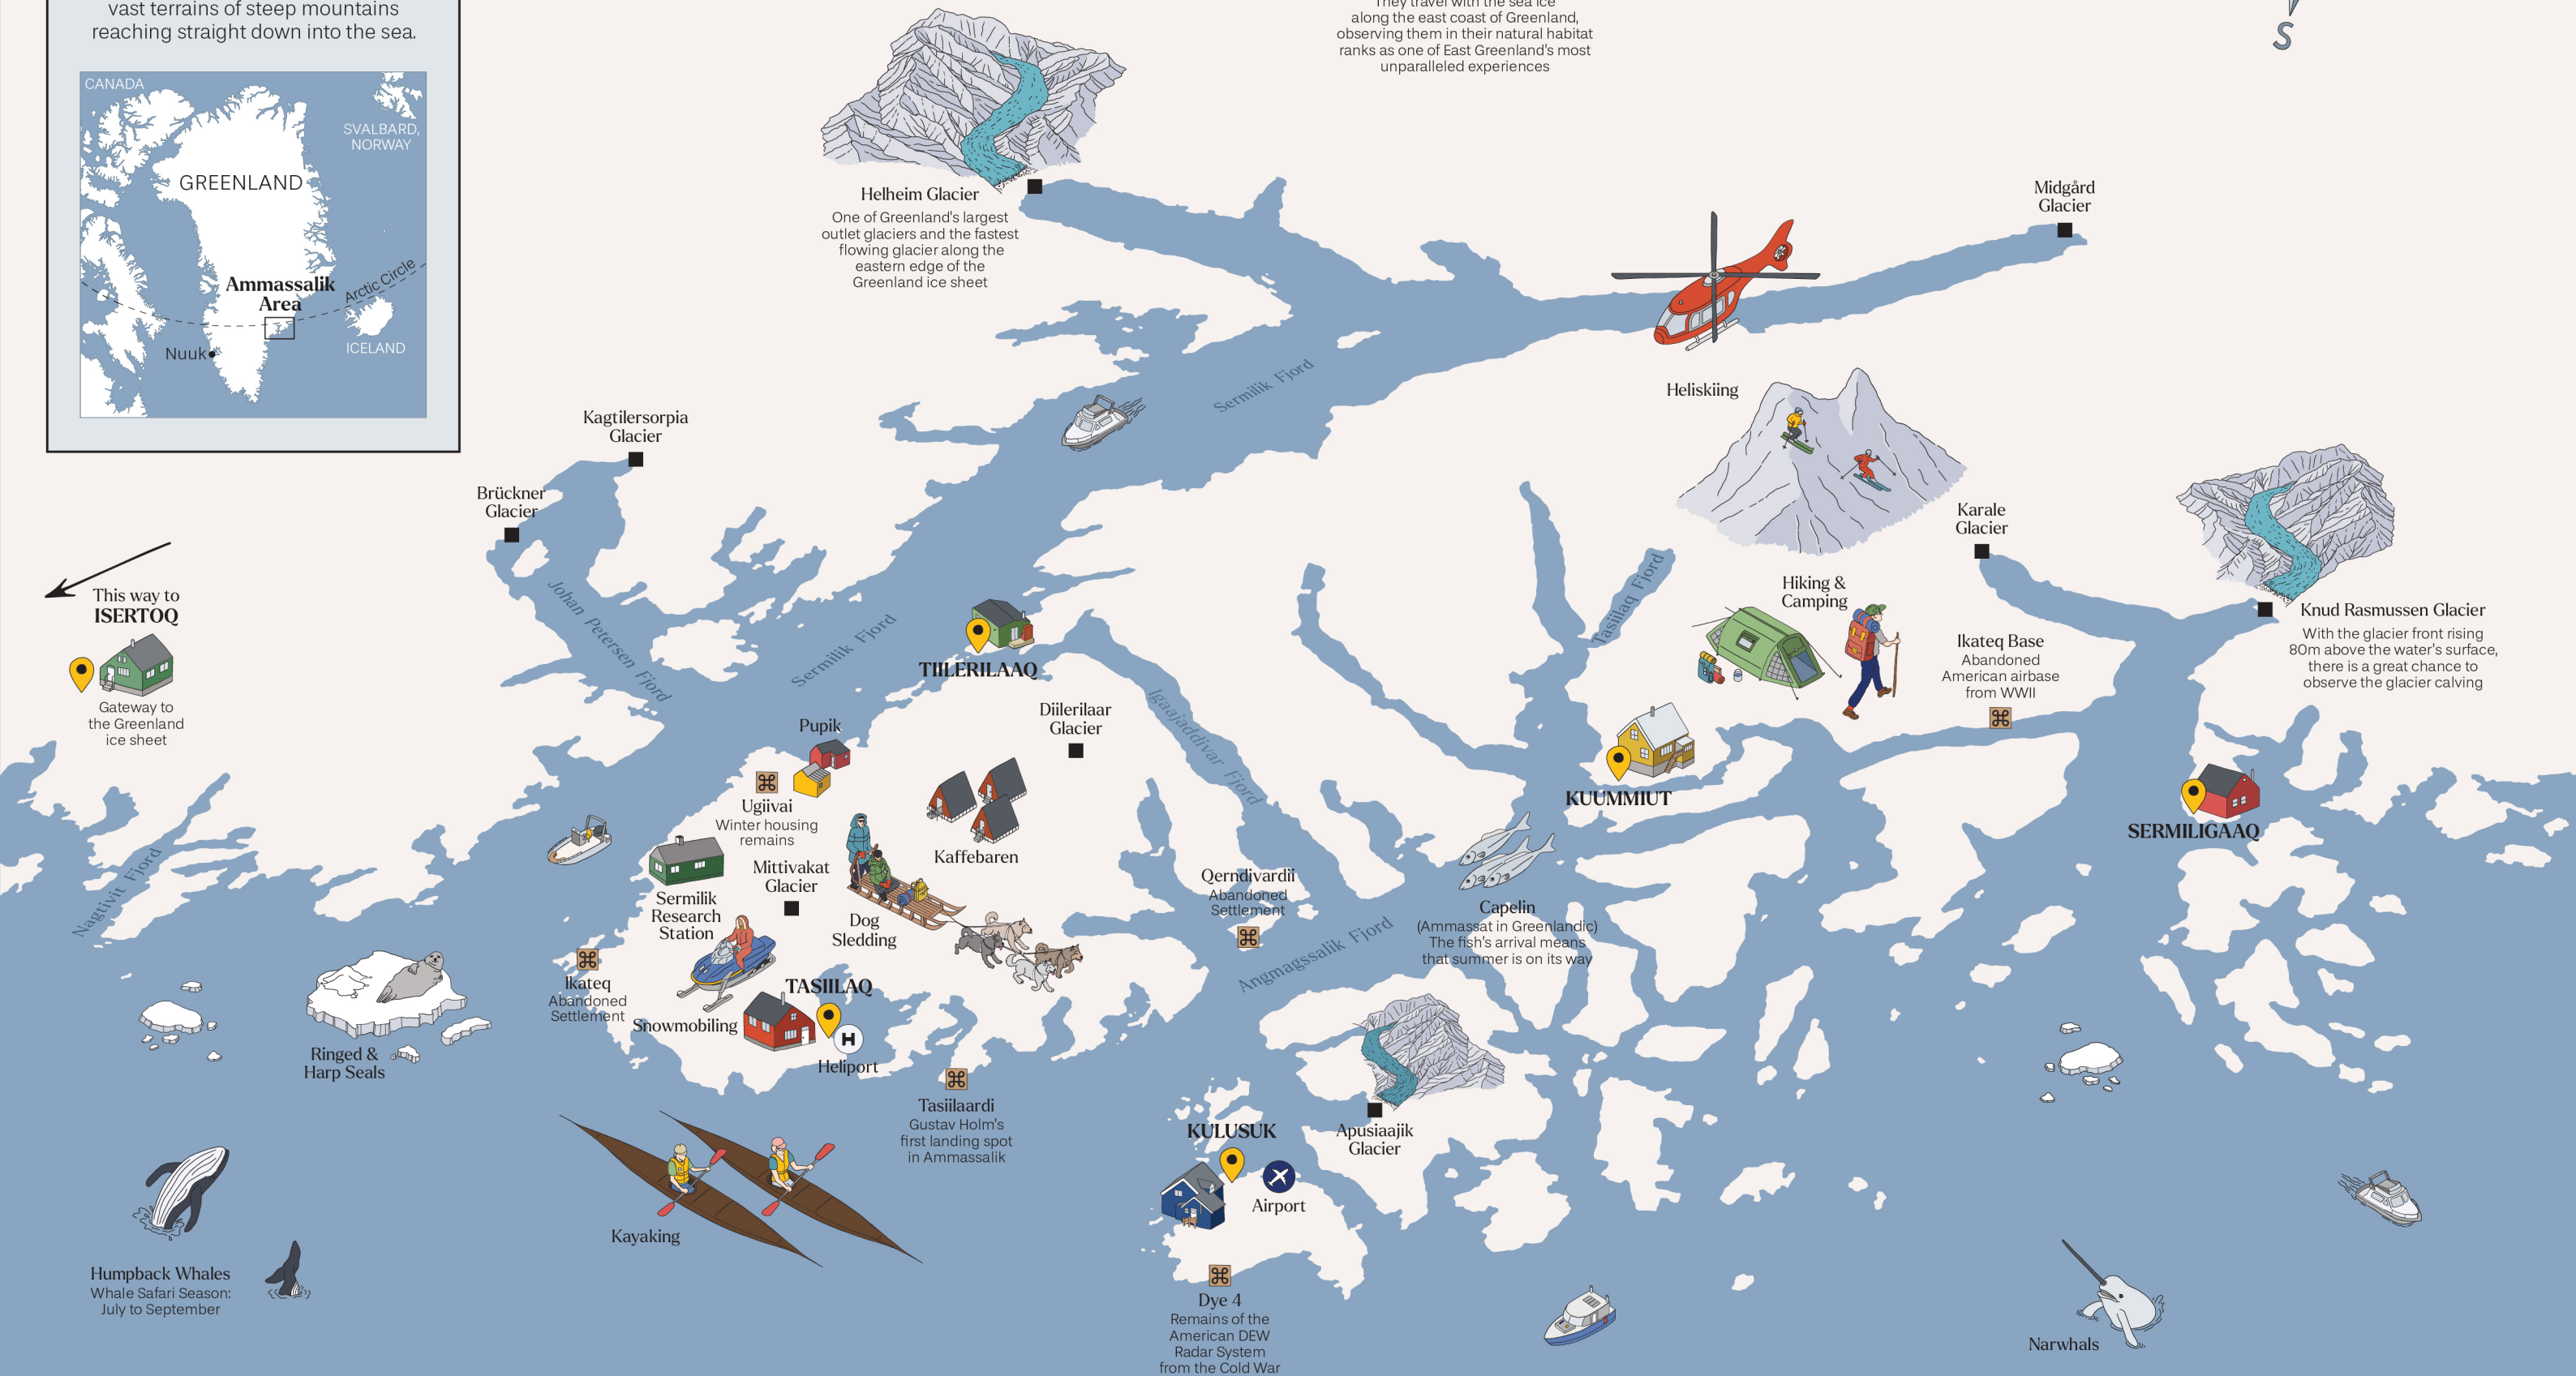 vast terrains of steep mountains
reaching straight down into the sea.
CANADA
SVALBARD,
NORWAY
GREENLAND
Ammassalik
Area
Arctic Circle
Nuuk
ICELAND
They travel with the sea ice
along the east coast of Greenland,
observing them in their natural habitat
ranks as one of East Greenland's most
unparalleled experiences
S
Helheim Glacier
One of Greenland's largest
outlet glaciers and the fastest
flowing glacier along the
eastern edge of the
Greenland ice sheet
Midgård
Glacier
Sermilik Fjord
Heliskiing
Kagtilersorpia
Glacier
Brückner
Glacier
Karale
Glacier
This way to
ISERTOQ
Gateway to
the Greenland
ice sheet
Johan Petersen Fjord
Sermilik Fjord
TIILERILAAQ
Tasiilaq Fjord
Hiking &
Camping
Ikateq Base
Abandoned
American airbase
from WWII
Knud Rasmussen Glacier
With the glacier front rising
80m above the water's surface,
there is a great chance to
observe the glacier calving
Pupik
Diilerilaar
Glacier
Igaajaddivar Fjord
Ugiivai
Winter housing
remains
KUUMMIUT
SERMILIGAAQ
Kaffebaren
Nagtivit Fjord
Sermilik
Research
Station
Mittivakat
Glacier
Dog
Sledding
Qerndivardii
Abandoned
Settlement
Capelin
(Ammassat in Greenlandic)
The fish's arrival means
that summer is on its way
Angmagssalik Fjord
Ikateq
Abandoned
Settlement
Snowmobiling
TASIILAQ
H
Heliport
Ringed &
Harp Seals
Tasiilaardi
Gustav Holm's
first landing spot
in Ammassalik
KULUSUK
Airport
Apusiaajik
Glacier
Kayaking
Humpback Whales
Whale Safari Season:
July to September
Dye 4
Remains of the
American DEW
Radar System
from the Cold War
Narwhals